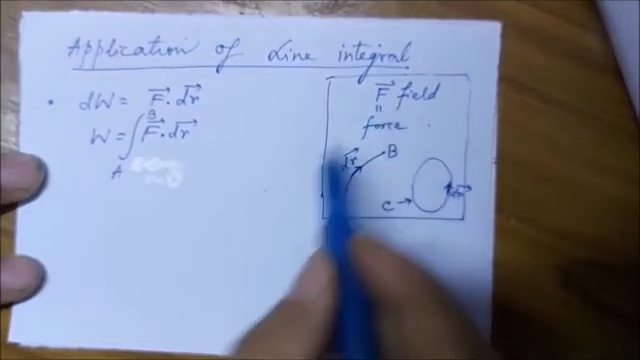 Application of Line integral
• dW = F⃗ . dr⃗
W = ∫ F⃗ . dr⃗
B
A
F⃗ field
"
force
dr⃗
B
C →